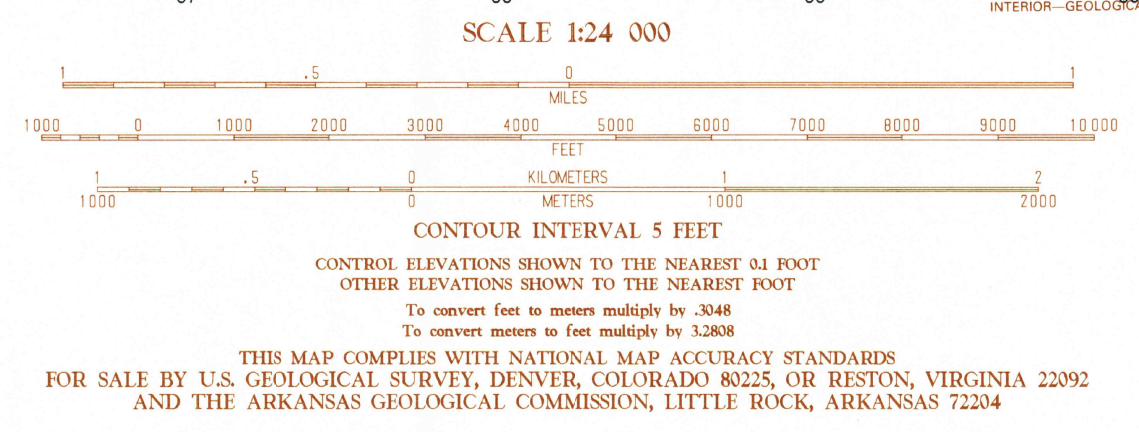 INTERIOR—GEOLOGICA
SCALE 1:24 000
1 .5 0 1
MILES
1000 0 1000 2000 3000 4000 5000 6000 7000 8000 9000 10 000
FEET
1 .5 0 KILOMETERS 1 2
1000 0 METERS 1000 2000
CONTOUR INTERVAL 5 FEET
CONTROL ELEVATIONS SHOWN TO THE NEAREST 0.1 FOOT
OTHER ELEVATIONS SHOWN TO THE NEAREST FOOT
To convert feet to meters multiply by .3048
To convert meters to feet multiply by 3.2808
THIS MAP COMPLIES WITH NATIONAL MAP ACCURACY STANDARDS
FOR SALE BY U.S. GEOLOGICAL SURVEY, DENVER, COLORADO 80225, OR RESTON, VIRGINIA 22092
AND THE ARKANSAS GEOLOGICAL COMMISSION, LITTLE ROCK, ARKANSAS 72204